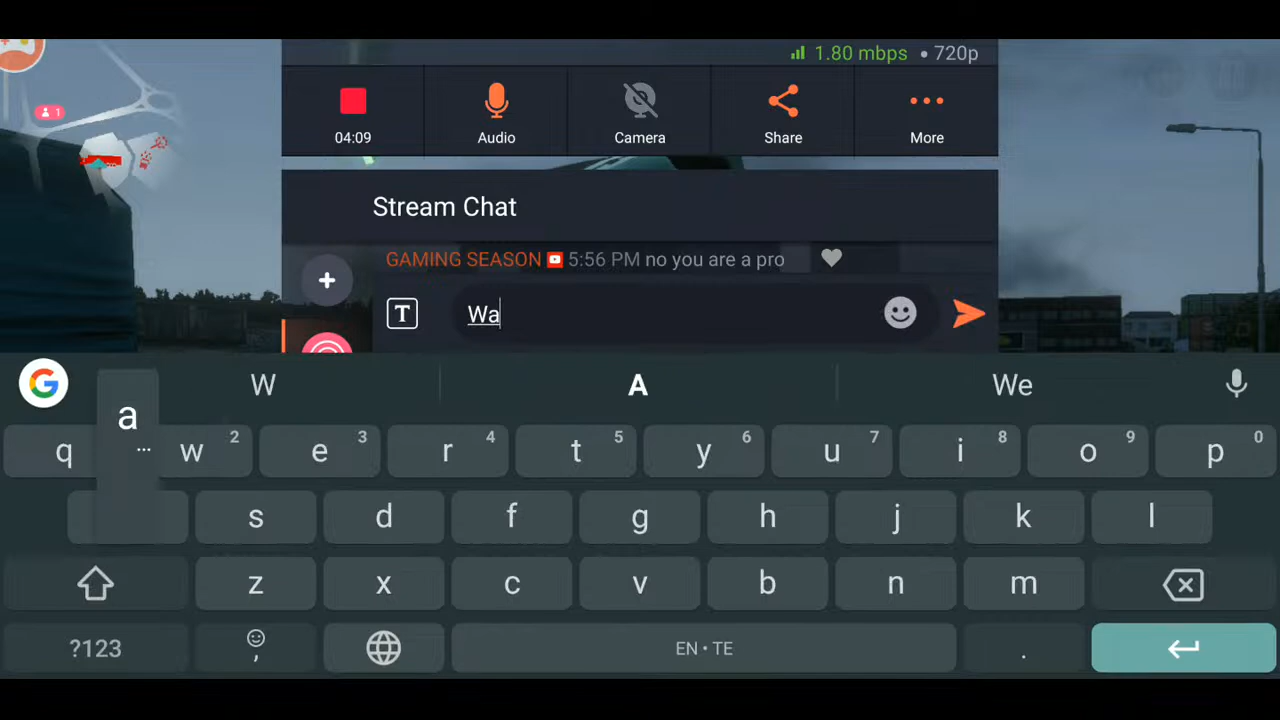 1.80 mbps • 720p
1
04:09
Audio
Camera
Share
More
Stream Chat
GAMING SEASON 5:56 PM no you are a pro
T
Wa
G
W
A
We
a
...
q w 2 e 3 r 4 t 5 y 6 u 7 i 8 o 9 p 0
s d f g h j k l
z x c v b n m
?123
,
EN • TE
.